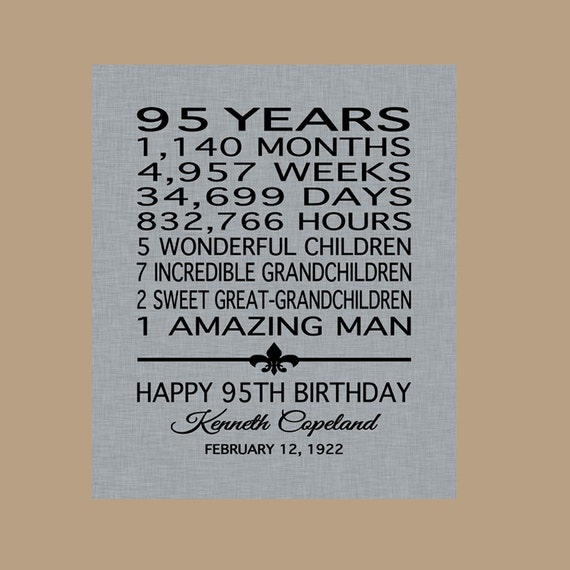 95 YEARS
1,140 MONTHS
4,957 WEEKS
34,699 DAYS
832,766 HOURS
5 WONDERFUL CHILDREN
7 INCREDIBLE GRANDCHILDREN
2 SWEET GREAT-GRANDCHILDREN
1 AMAZING MAN
HAPPY 95TH BIRTHDAY
Kenneth Copeland
FEBRUARY 12, 1922